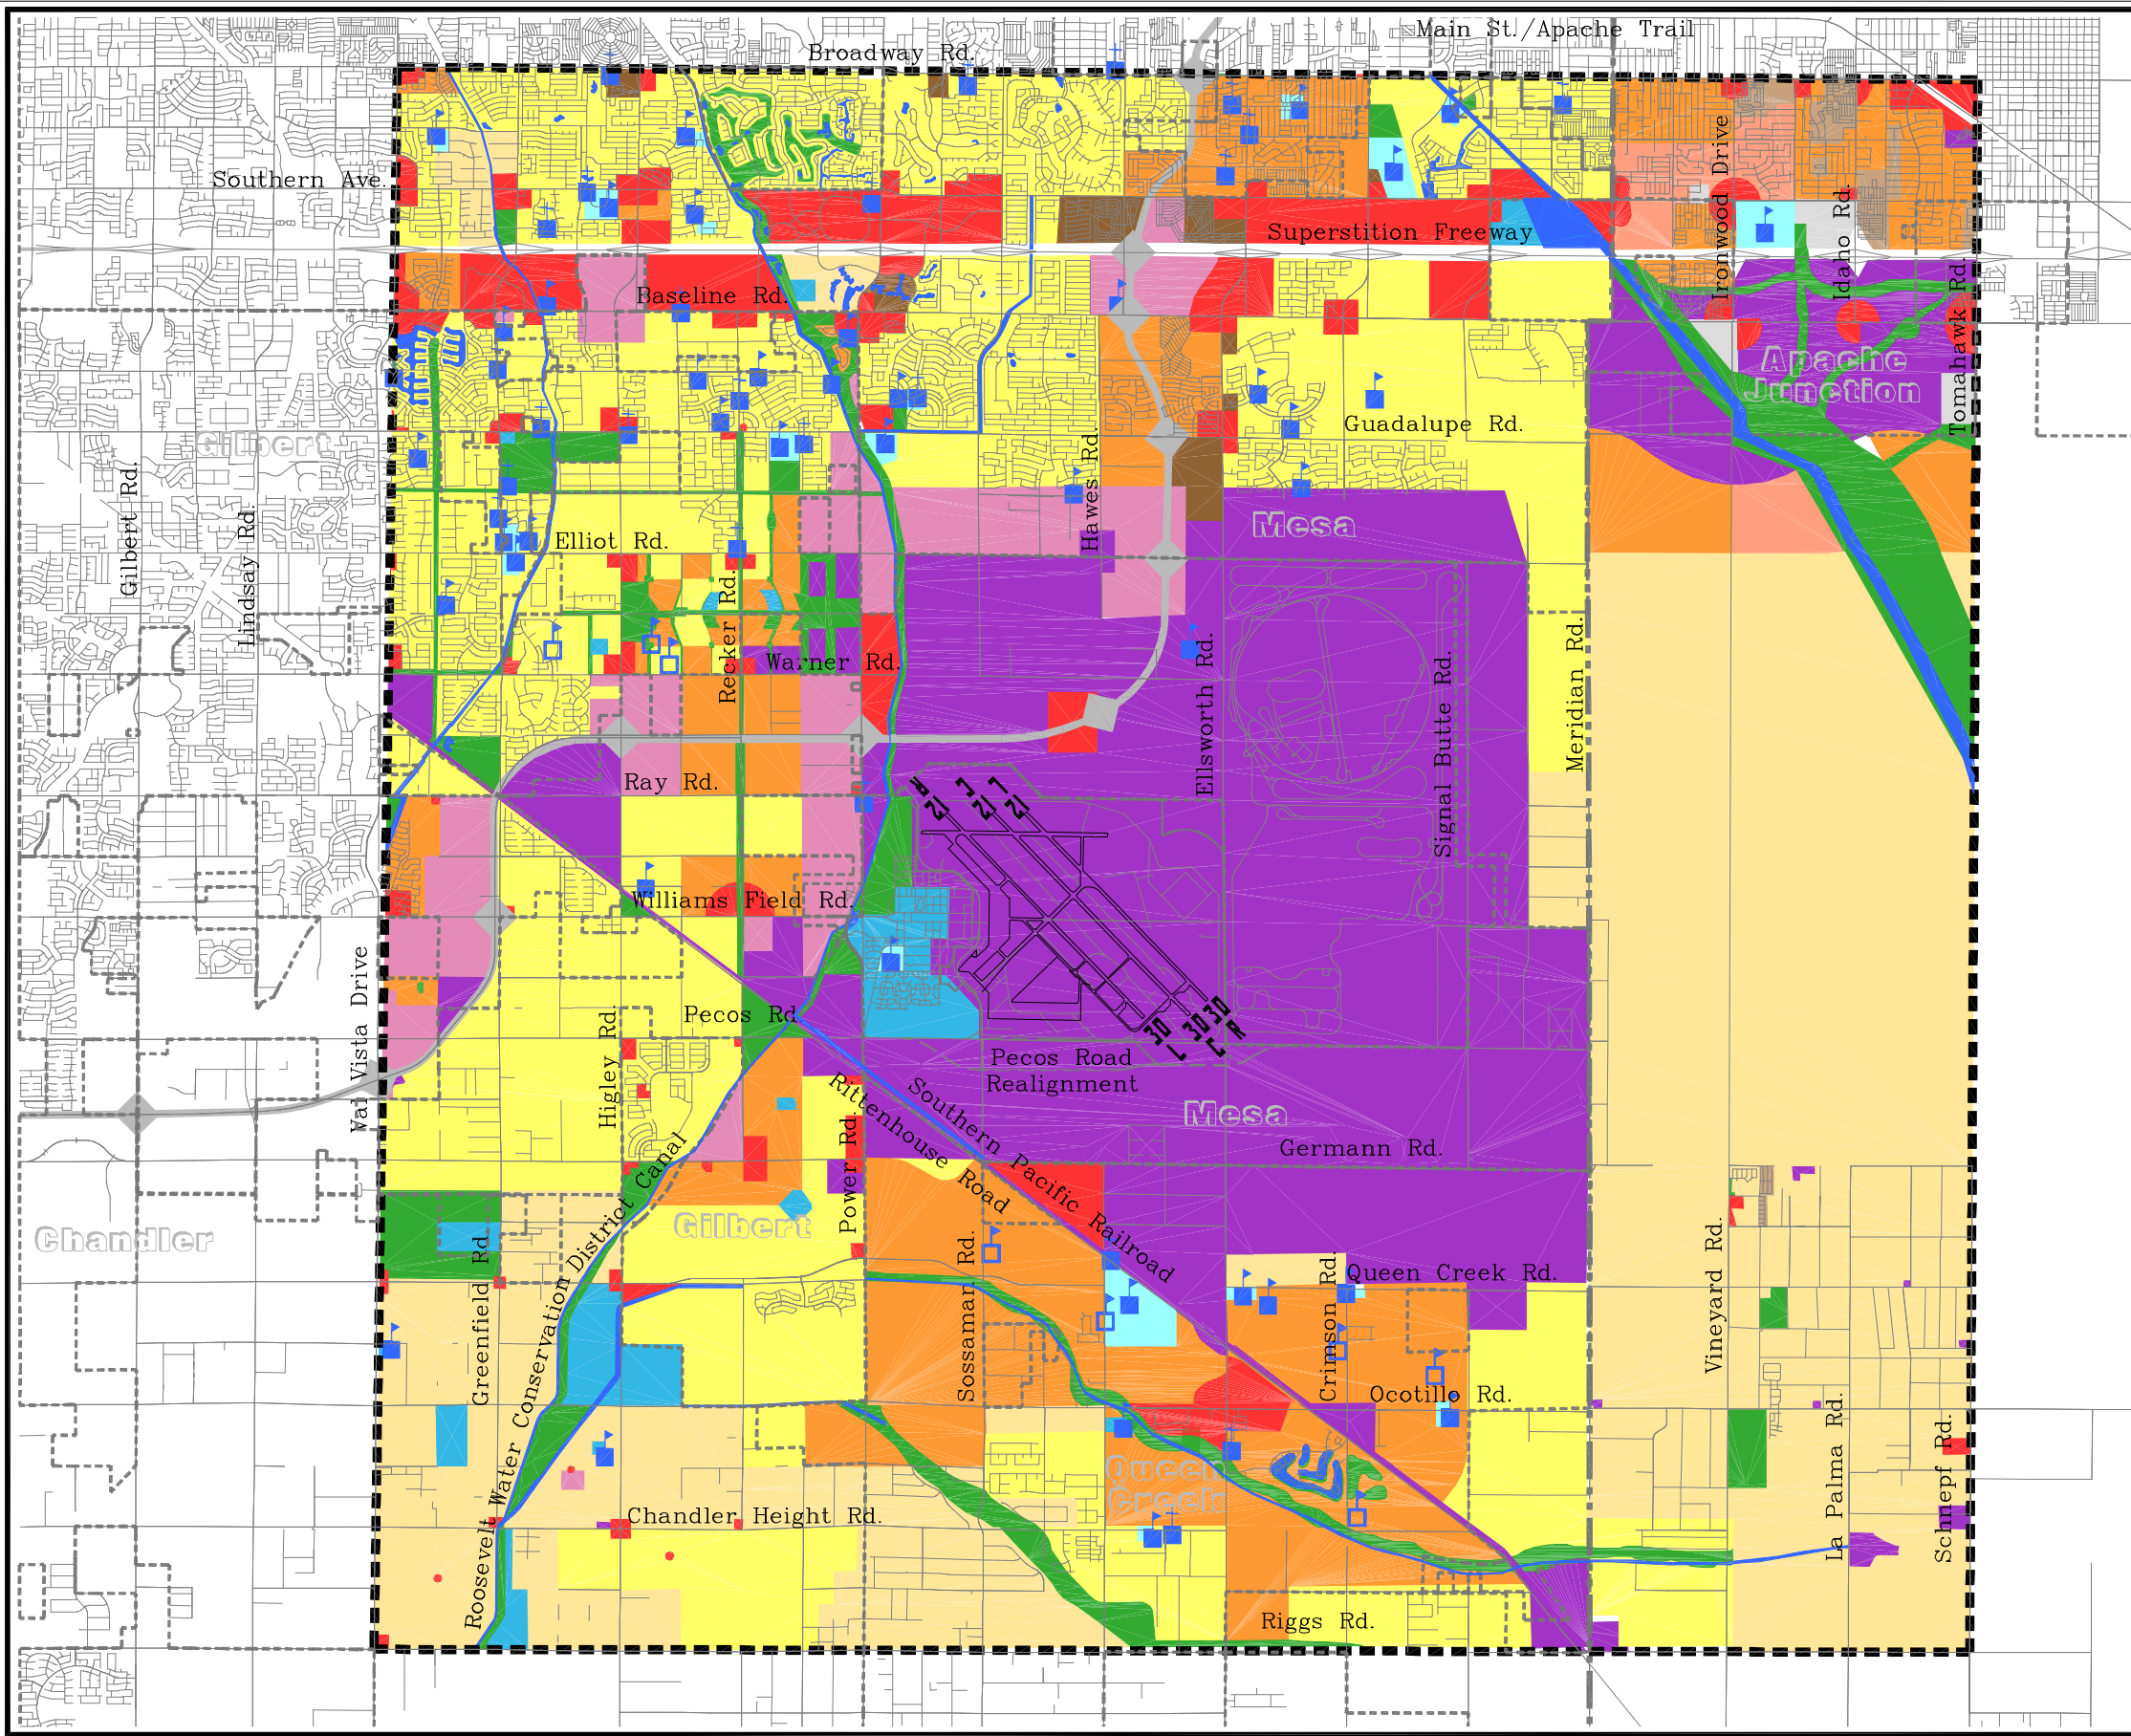 Main St./Apache Trail
Broadway Rd.
Southern Ave.
Superstition Freeway
Baseline Rd.
Ironwood Drive
Idaho Rd.
Tomahawk Rd.
Apache
Junction
Guadalupe Rd.
Gilbert
Gilbert Rd.
Lindsay Rd.
Hawes Rd.
Mesa
Elliot Rd.
Recker Rd.
Warner Rd.
Ellsworth Rd.
Signal Butte Rd.
Meridian Rd.
Ray Rd.
Williams Field Rd.
Val Vista Drive
Higley Rd.
Pecos Rd.
30
L
30
C
30
R
Pecos Road
Realignment
Rittenhouse Road
Southern Pacific Railroad
Mesa
Germann Rd.
Power Rd.
Chandler
Gilbert
Greenfield Rd.
Roosevelt Water Conservation District Canal
Sossaman Rd.
Crimson Rd.
Queen Creek Rd.
Vineyard Rd.
Ocotillo Rd.
La Palma Rd.
Schnepf Rd.
Queen
Creek
Chandler Height Rd.
Riggs Rd.